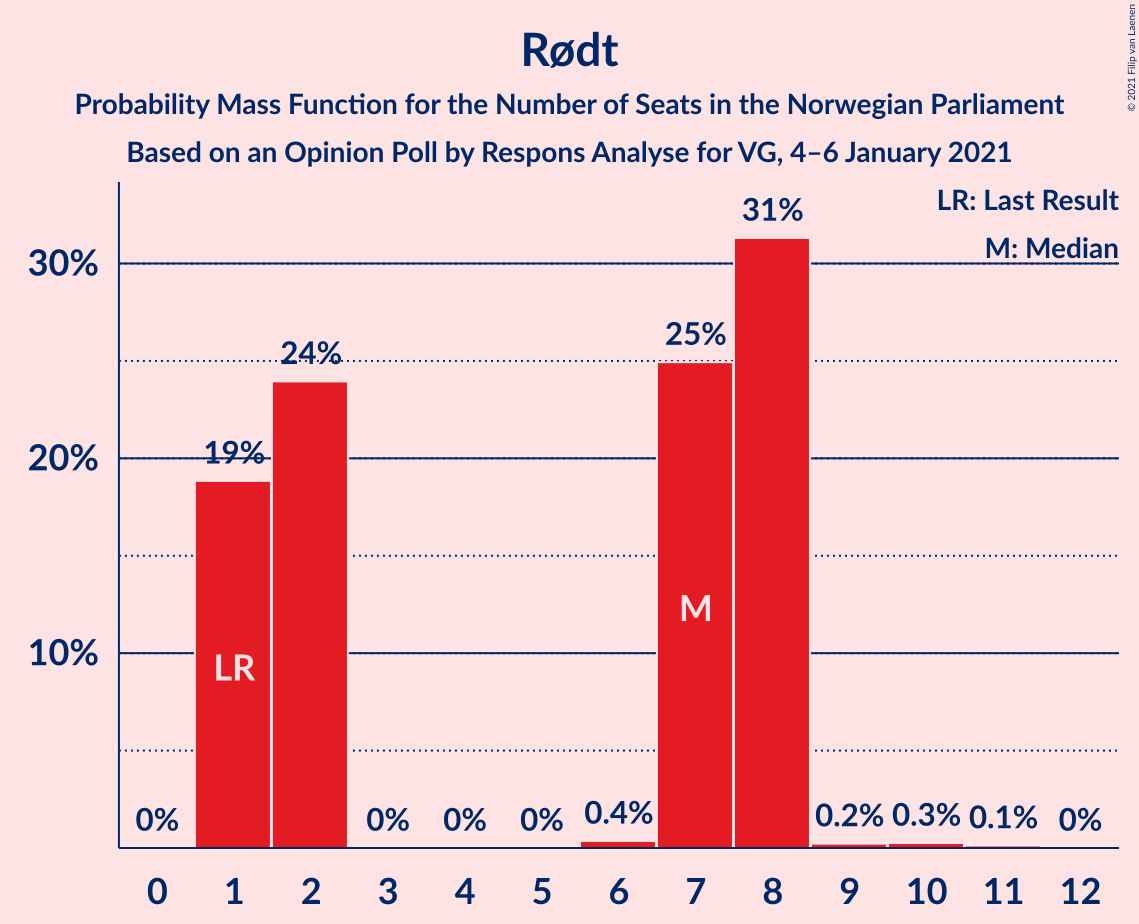 Rødt
Probability Mass Function for the Number of Seats in the Norwegian Parliament
Based on an Opinion Poll by Respons Analyse for VG, 4–6 January 2021
© 2021 Filip van Laenen
LR: Last Result
M: Median
30%
20%
10%
0%
19%
24%
0%
0%
0%
0.4%
25%
31%
0.2%
0.3%
0.1%
0%
LR
M
0 1 2 3 4 5 6 7 8 9 10 11 12